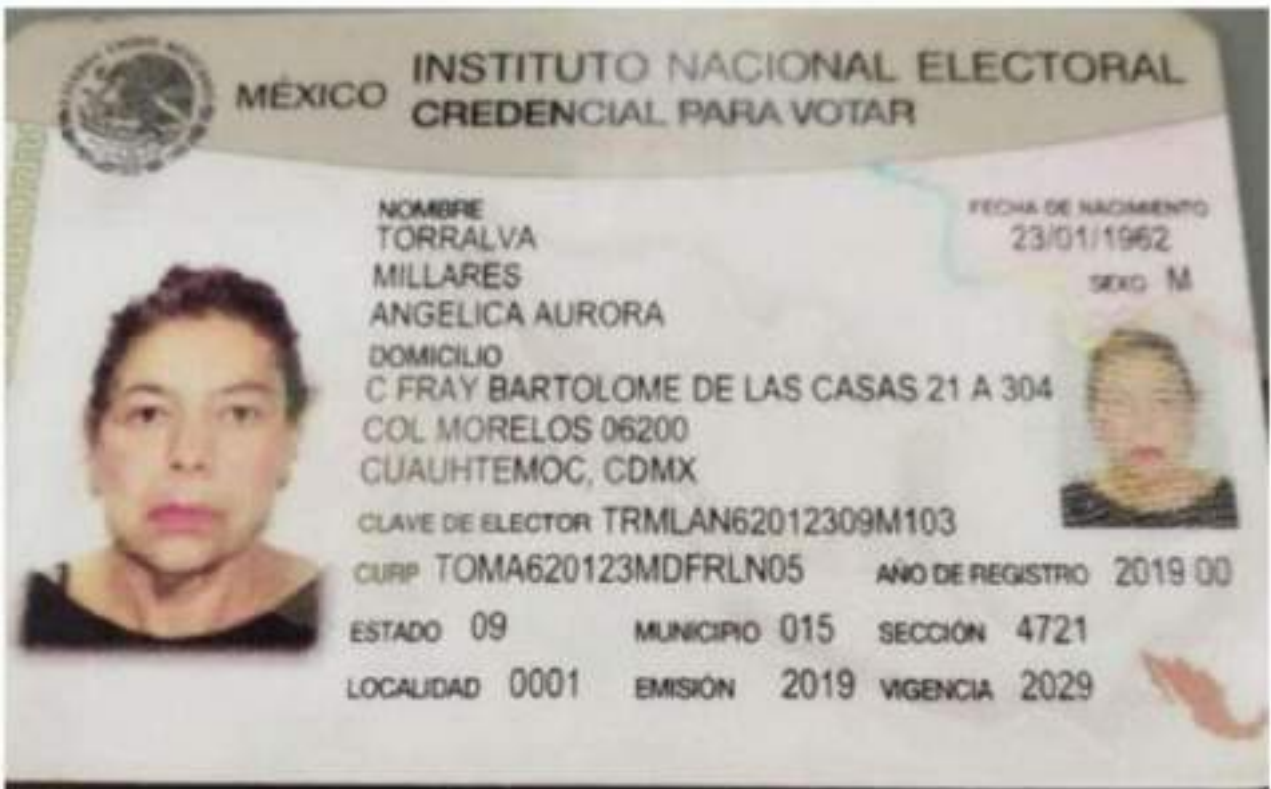 MÉXICO
INSTITUTO NACIONAL ELECTORAL
CREDENCIAL PARA VOTAR
NOMBRE
TORRALVA
MILLARES
ANGELICA AURORA
FECHA DE NACIMIENTO
23/01/1962
SEXO M
DOMICILIO
C FRAY BARTOLOME DE LAS CASAS 21 A 304
COL MORELOS 06200
CUAUHTEMOC, CDMX
CLAVE DE ELECTOR TRMLAN62012309M103
CURP TOMA620123MDFRLN05 AÑO DE REGISTRO 2019 00
ESTADO 09 MUNICIPIO 015 SECCIÓN 4721
LOCALIDAD 0001 EMISIÓN 2019 VIGENCIA 2029